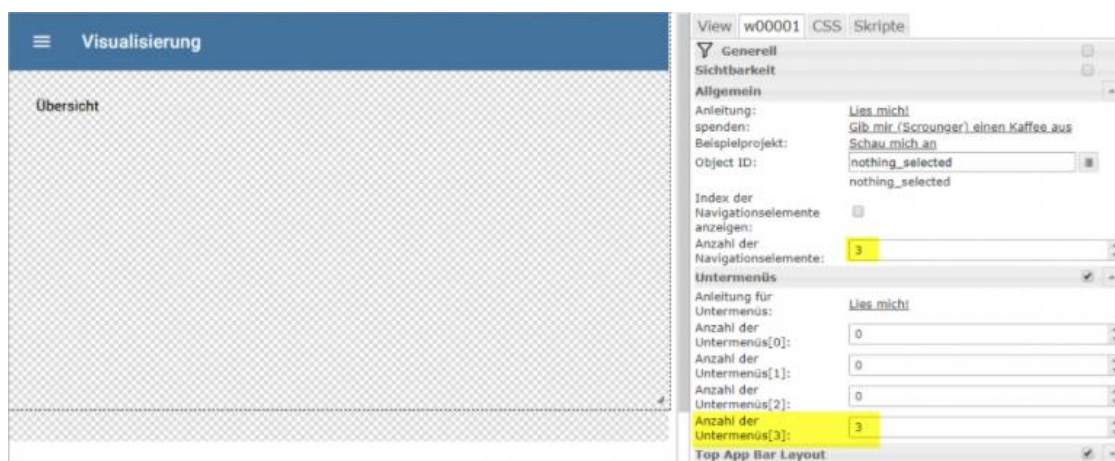 Visualisierung
Übersicht
View w00001 CSS Skripte
Generell
Sichtbarkeit
Allgemein
Anleitung: Lies mich!
spenden: Gib mir (Scrounger) einen Kaffee aus
Beispielprojekt: Schau mich an
Object ID: nothing_selected
nothing_selected
Index der
Navigationselemente
anzeigen:
Anzahl der
Navigationselemente: 3
Untermenüs
Anleitung für
Untermenüs: Lies mich!
Anzahl der
Untermenüs[0]: 0
Anzahl der
Untermenüs[1]: 0
Anzahl der
Untermenüs[2]: 0
Anzahl der
Untermenüs[3]: 3
Top App Bar Layout